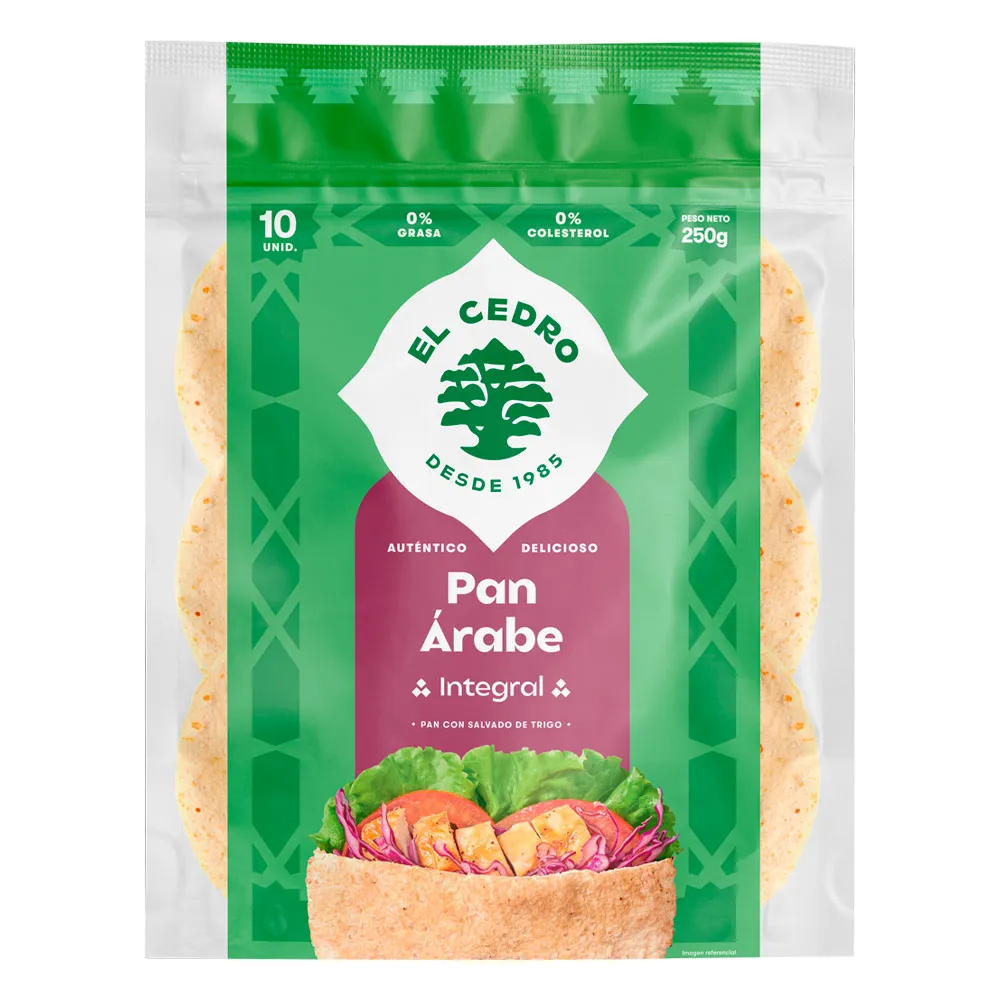 10
UNID.
0%
GRASA
0%
COLESTEROL
PESO NETO
250g
EL CEDRO
DESDE 1985
AUTÉNTICO
DELICIOSO
Pan
Árabe
Integral
PAN CON SALVADO DE TRIGO
Imagen referencial